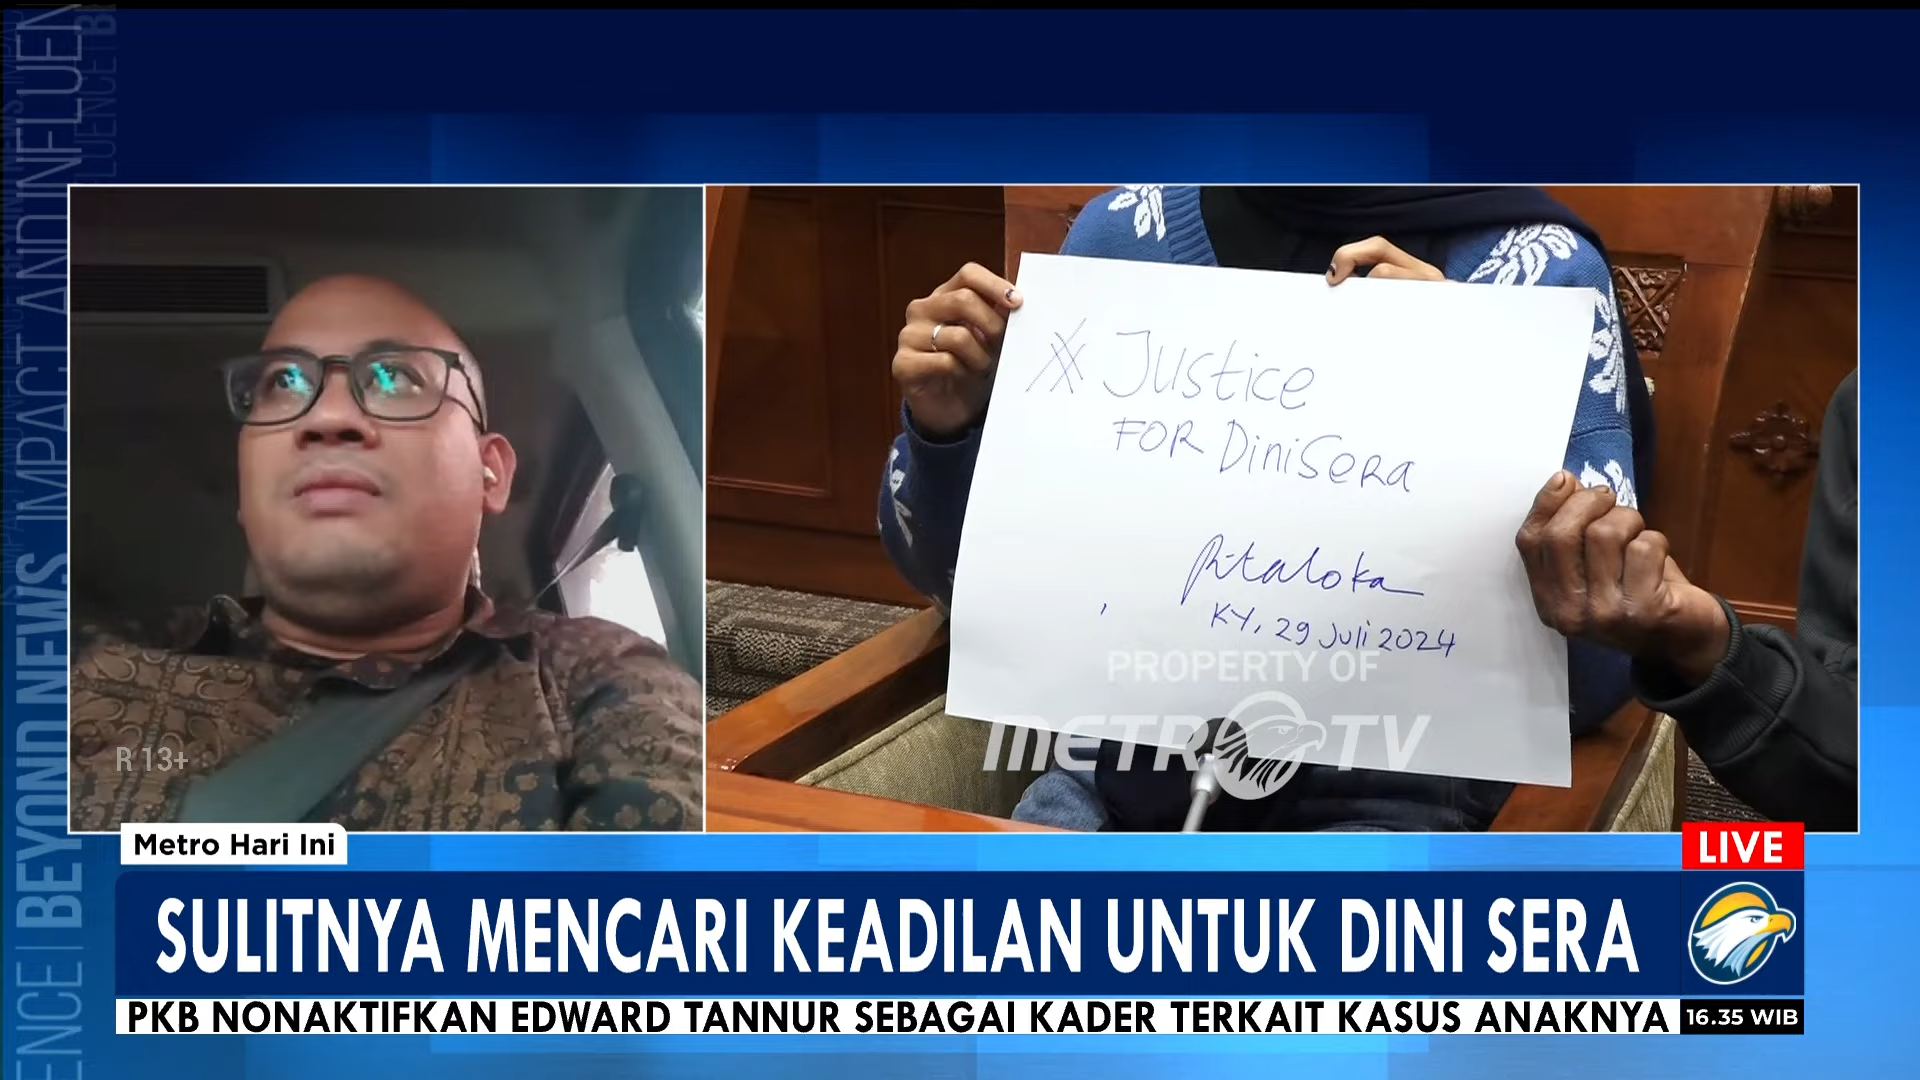 IMPACT AND INFLUEN
ENCE | BEYOND NEWS
# Justice
FOR DiniSera
Pitaloka
KY, 29 Juli 2024
PROPERTY OF
METRO TV
R 13+
Metro Hari Ini
LIVE
SULITNYA MENCARI KEADILAN UNTUK DINI SERA
PKB NONAKTIFKAN EDWARD TANNUR SEBAGAI KADER TERKAIT KASUS ANAKNYA
16.35 WIB